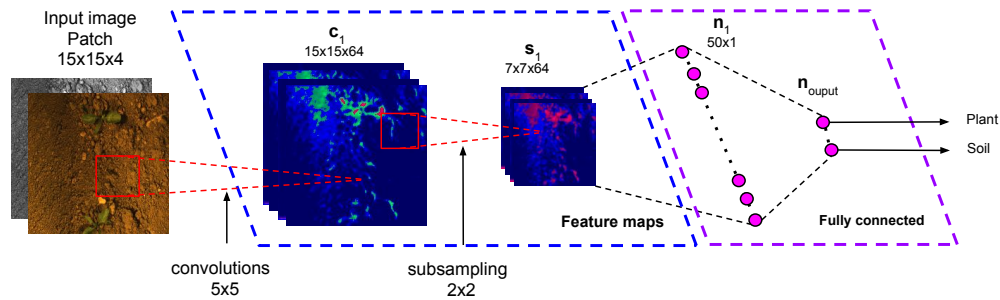 Input image
Patch
15x15x4
c1
15x15x64
s1
7x7x64
n1
50x1
nouput
Plant
Soil
Feature maps
Fully connected
convolutions
5x5
subsampling
2x2